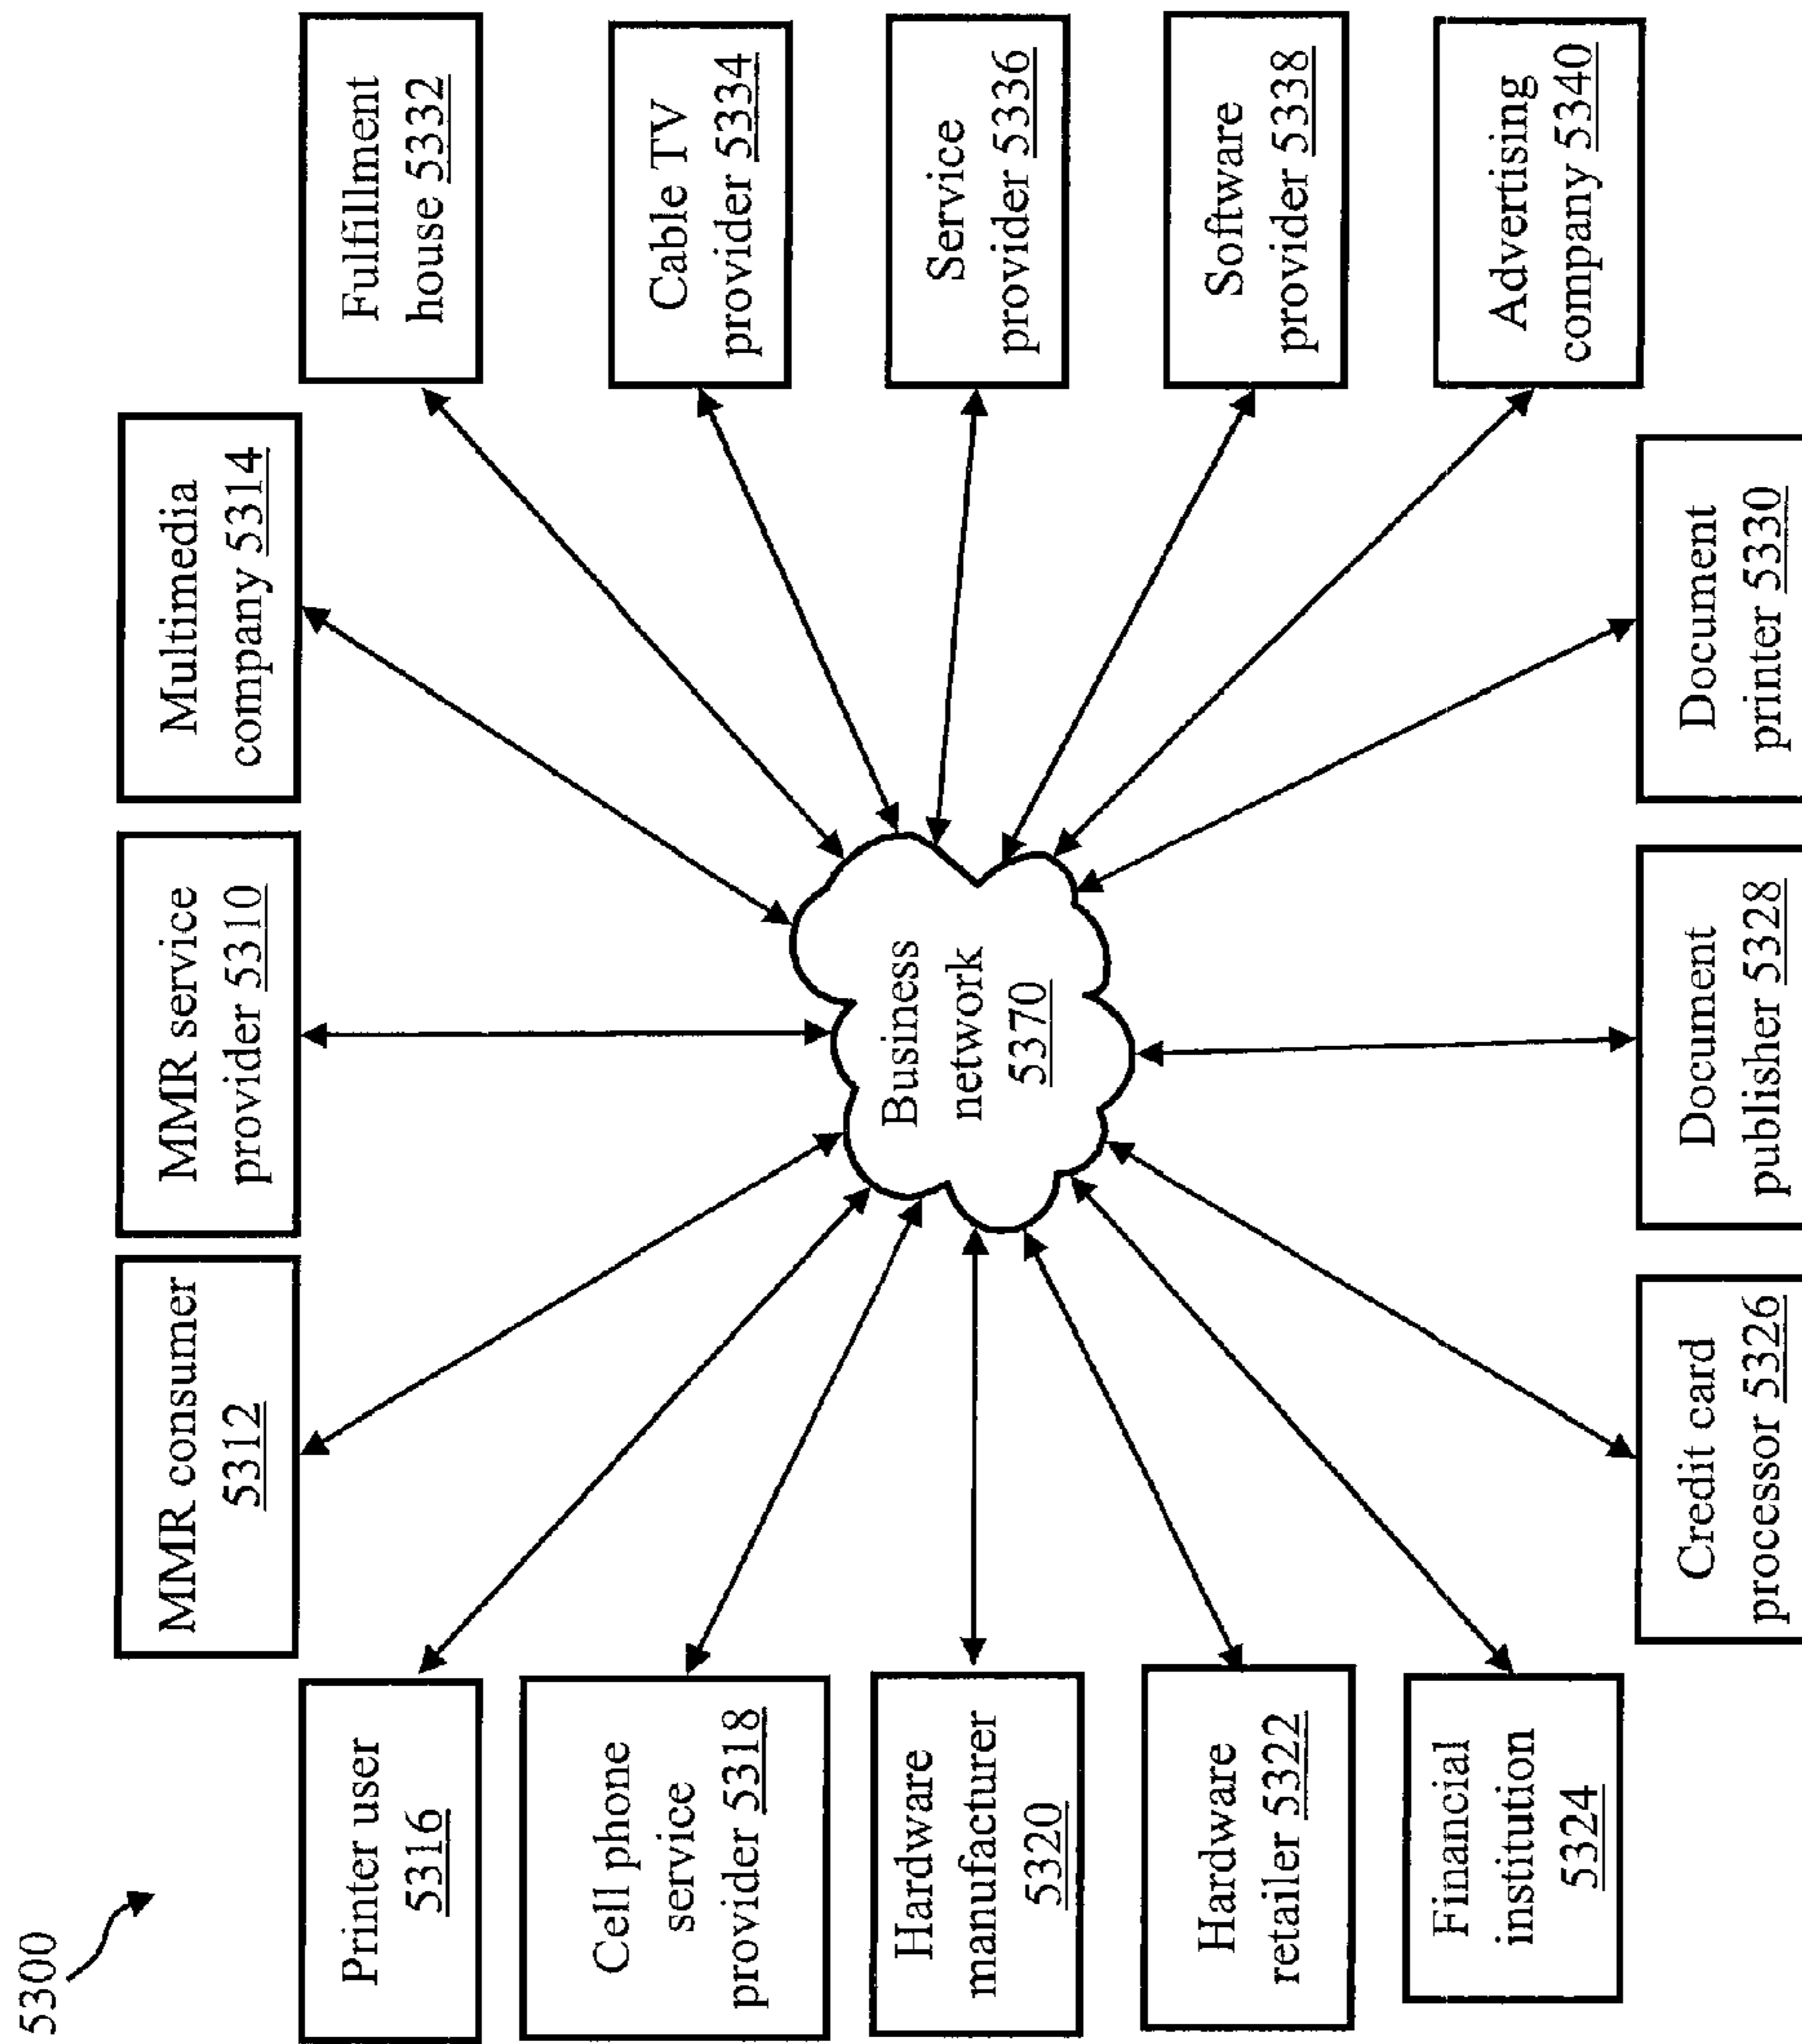 5300
MMR consumer
5312
MMR service
provider 5310
Multimedia
company 5314
Printer user
5316
Cell phone
service
provider 5318
Hardware
manufacturer
5320
Hardware
retailer 5322
Financial
institution
5324
Business
network
5370
Fulfillment
house 5332
Cable TV
provider 5334
Service
provider 5336
Software
provider 5338
Advertising
company 5340
Credit card
processor 5326
Document
publisher 5328
Document
printer 5330